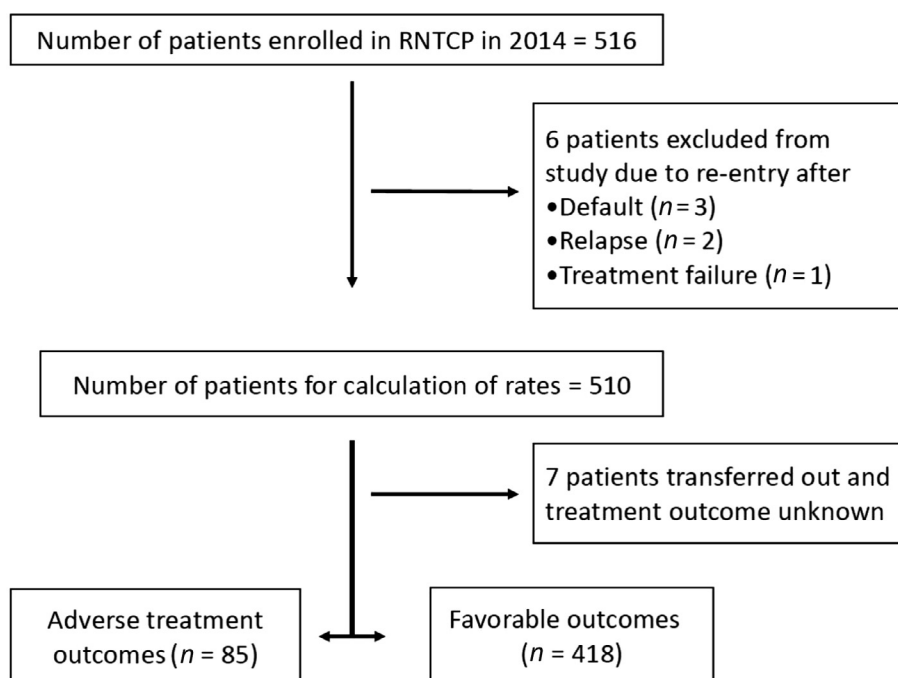 Number of patients enrolled in RNTCP in 2014 = 516
6 patients excluded from
study due to re-entry after
•Default (n = 3)
•Relapse (n = 2)
•Treatment failure (n = 1)
Number of patients for calculation of rates = 510
7 patients transferred out and
treatment outcome unknown
Adverse treatment
outcomes (n = 85)
Favorable outcomes
(n = 418)